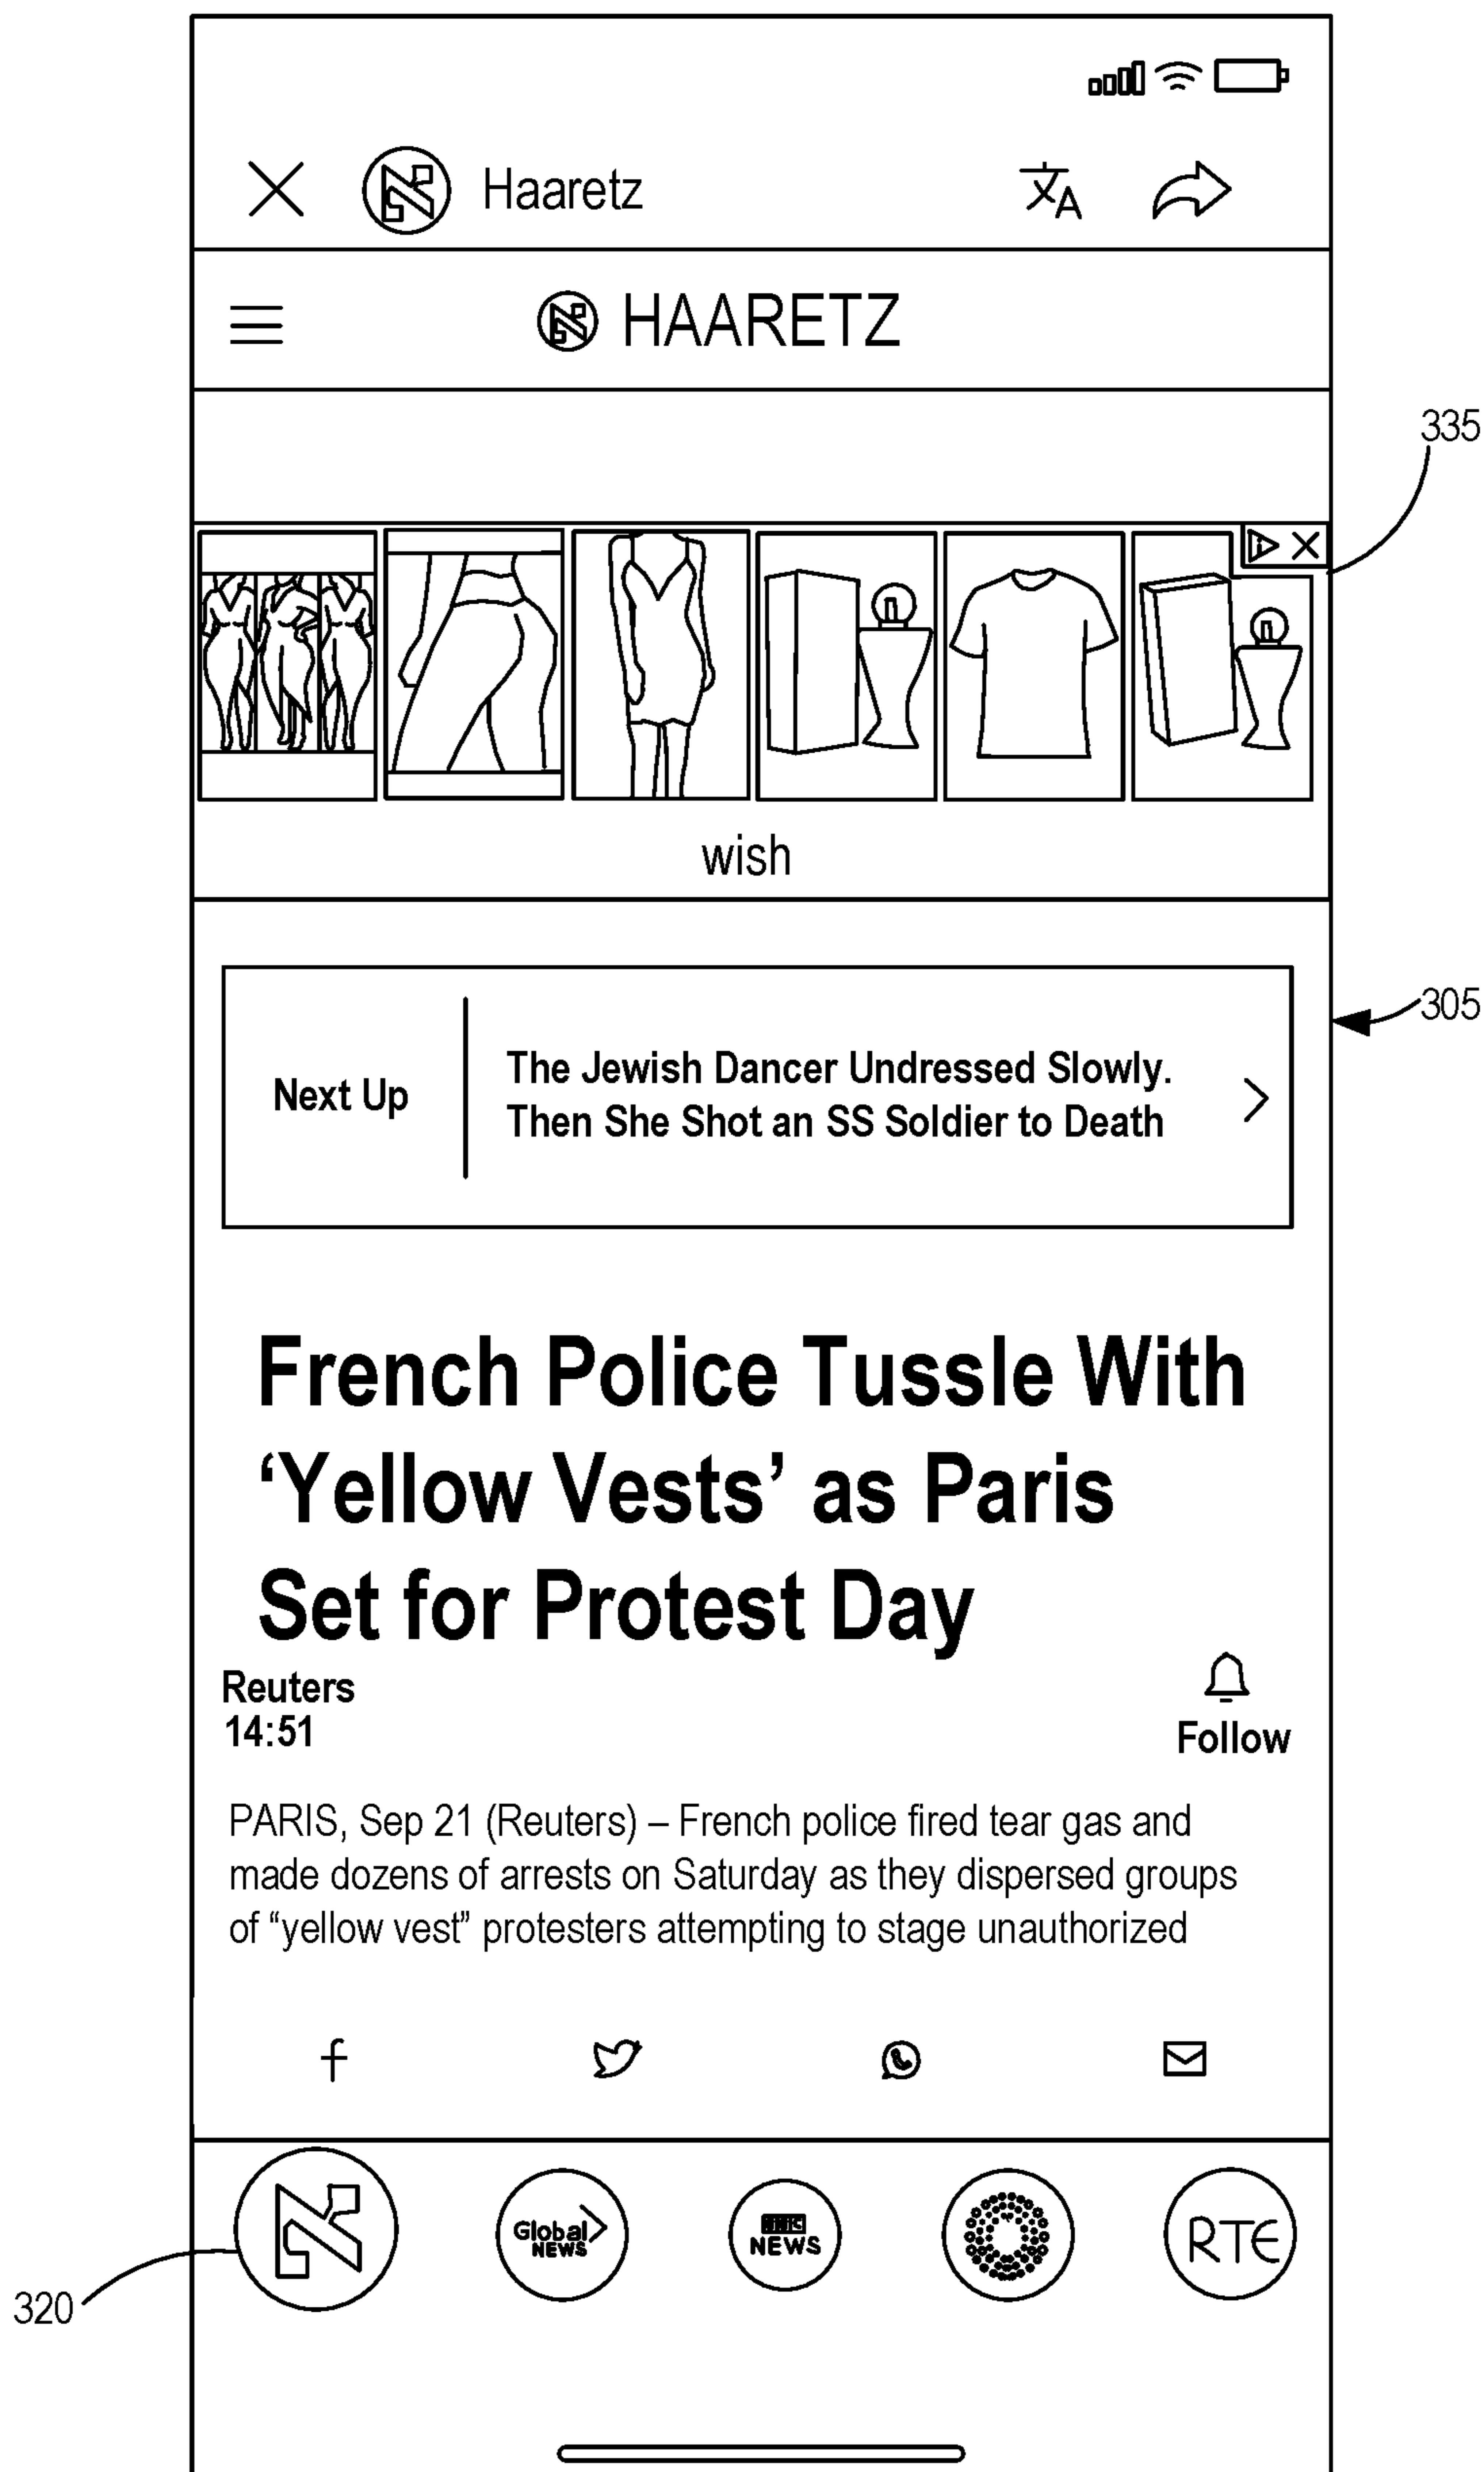 Haaretz
HAARETZ
335
wish
305
Next Up
The Jewish Dancer Undressed Slowly.
Then She Shot an SS Soldier to Death
French Police Tussle With
‘Yellow Vests’ as Paris
Set for Protest Day
Reuters
14:51
Follow
PARIS, Sep 21 (Reuters) – French police fired tear gas and
made dozens of arrests on Saturday as they dispersed groups
of “yellow vest” protesters attempting to stage unauthorized
Global
NEWS
BBC
NEWS
RTE
320